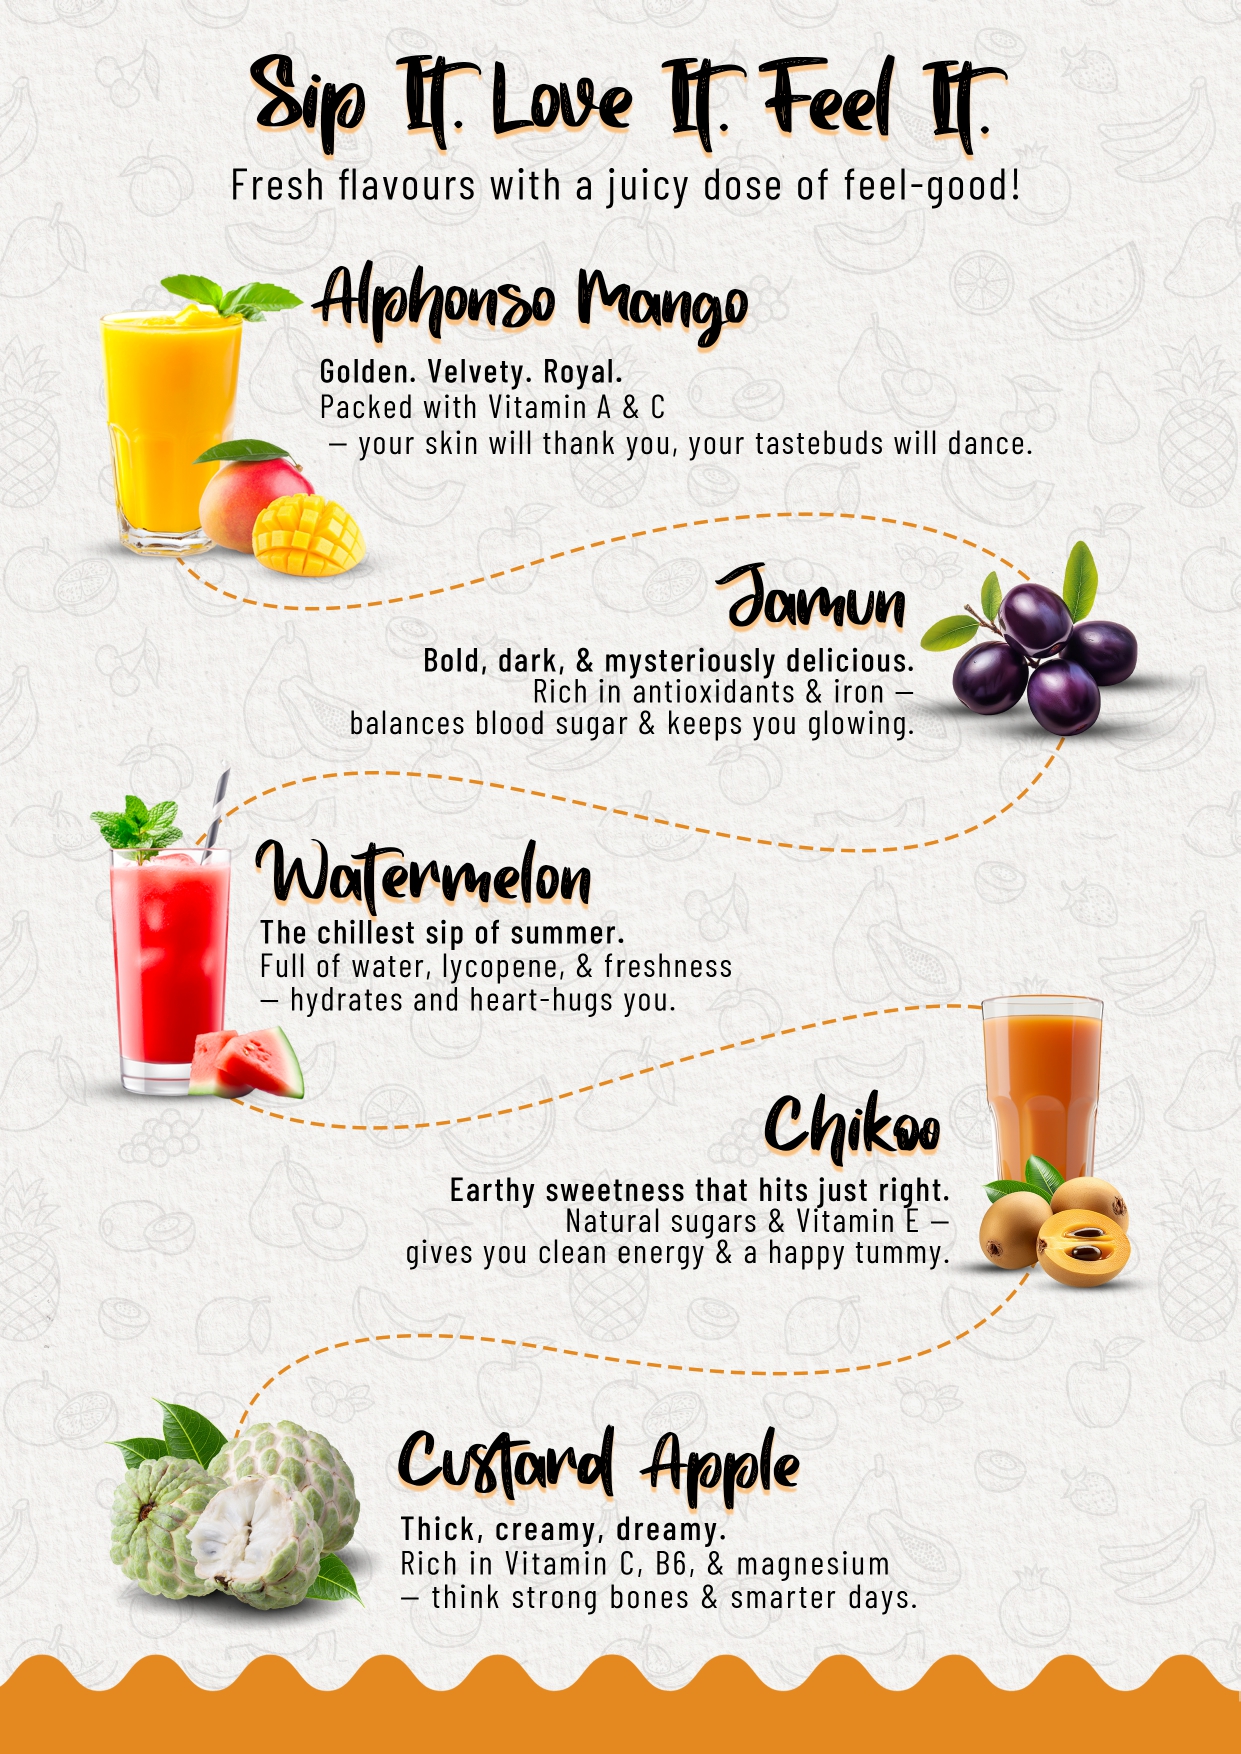 Sip It. Love It. Feel It.
Fresh flavours with a juicy dose of feel-good!
Alphonso Mango
Golden. Velvety. Royal.
Packed with Vitamin A & C
— your skin will thank you, your tastebuds will dance.
Jamun
Bold, dark, & mysteriously delicious.
Rich in antioxidants & iron —
balances blood sugar & keeps you glowing.
Watermelon
The chillest sip of summer.
Full of water, lycopene, & freshness
— hydrates and heart-hugs you.
Chikoo
Earthy sweetness that hits just right.
Natural sugars & Vitamin E —
gives you clean energy & a happy tummy.
Custard Apple
Thick, creamy, dreamy.
Rich in Vitamin C, B6, & magnesium
— think strong bones & smarter days.